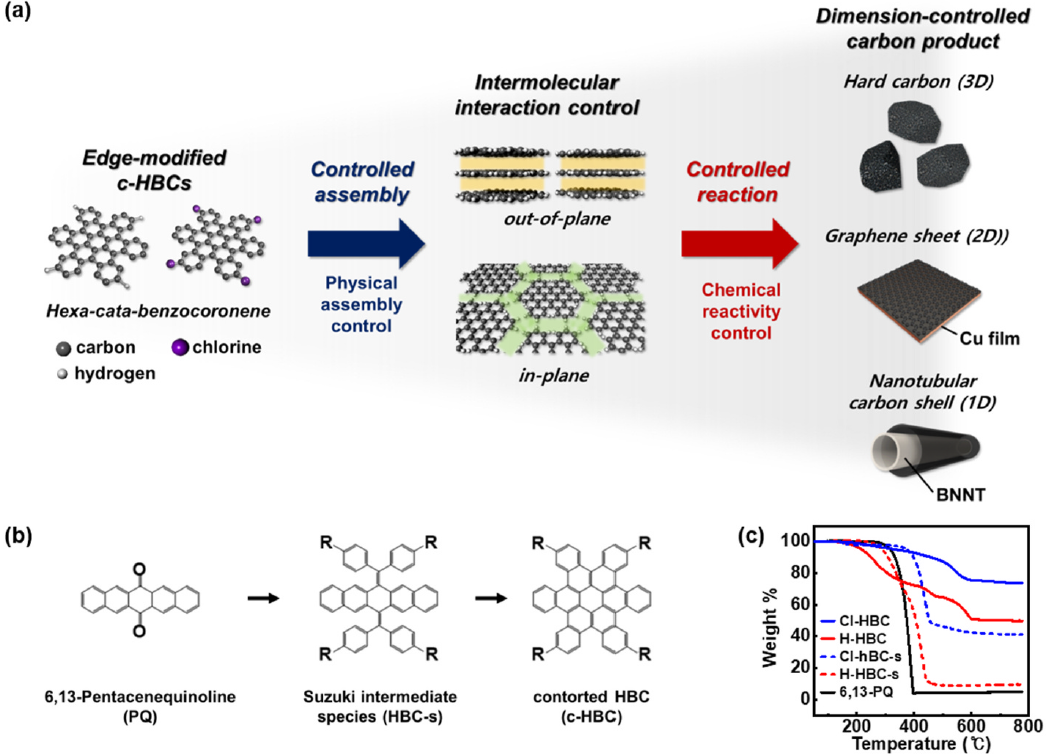 (a)
Dimension-controlled
carbon product
Hard carbon (3D)
Intermolecular
interaction control
Edge-modified
c-HBCs
Controlled
assembly
Controlled
reaction
out-of-plane
Graphene sheet (2D))
Physical
assembly
control
Chemical
reactivity
control
Hexa-cata-benzocoronene
carbon
chlorine
hydrogen
Cu film
in-plane
Nanotubular
carbon shell (1D)
BNNT
(b)
R R
O
O
R R
6,13-Pentacenequinoline
(PQ)
Suzuki intermediate
species (HBC-s)
R R
R R
contorted HBC
(c-HBC)
(c)
Weight %
100
80
60
40
20
0
Cl-HBC
H-HBC
Cl-hBC-s
H-HBC-s
6,13-PQ
200 400 600 800
Temperature (℃)